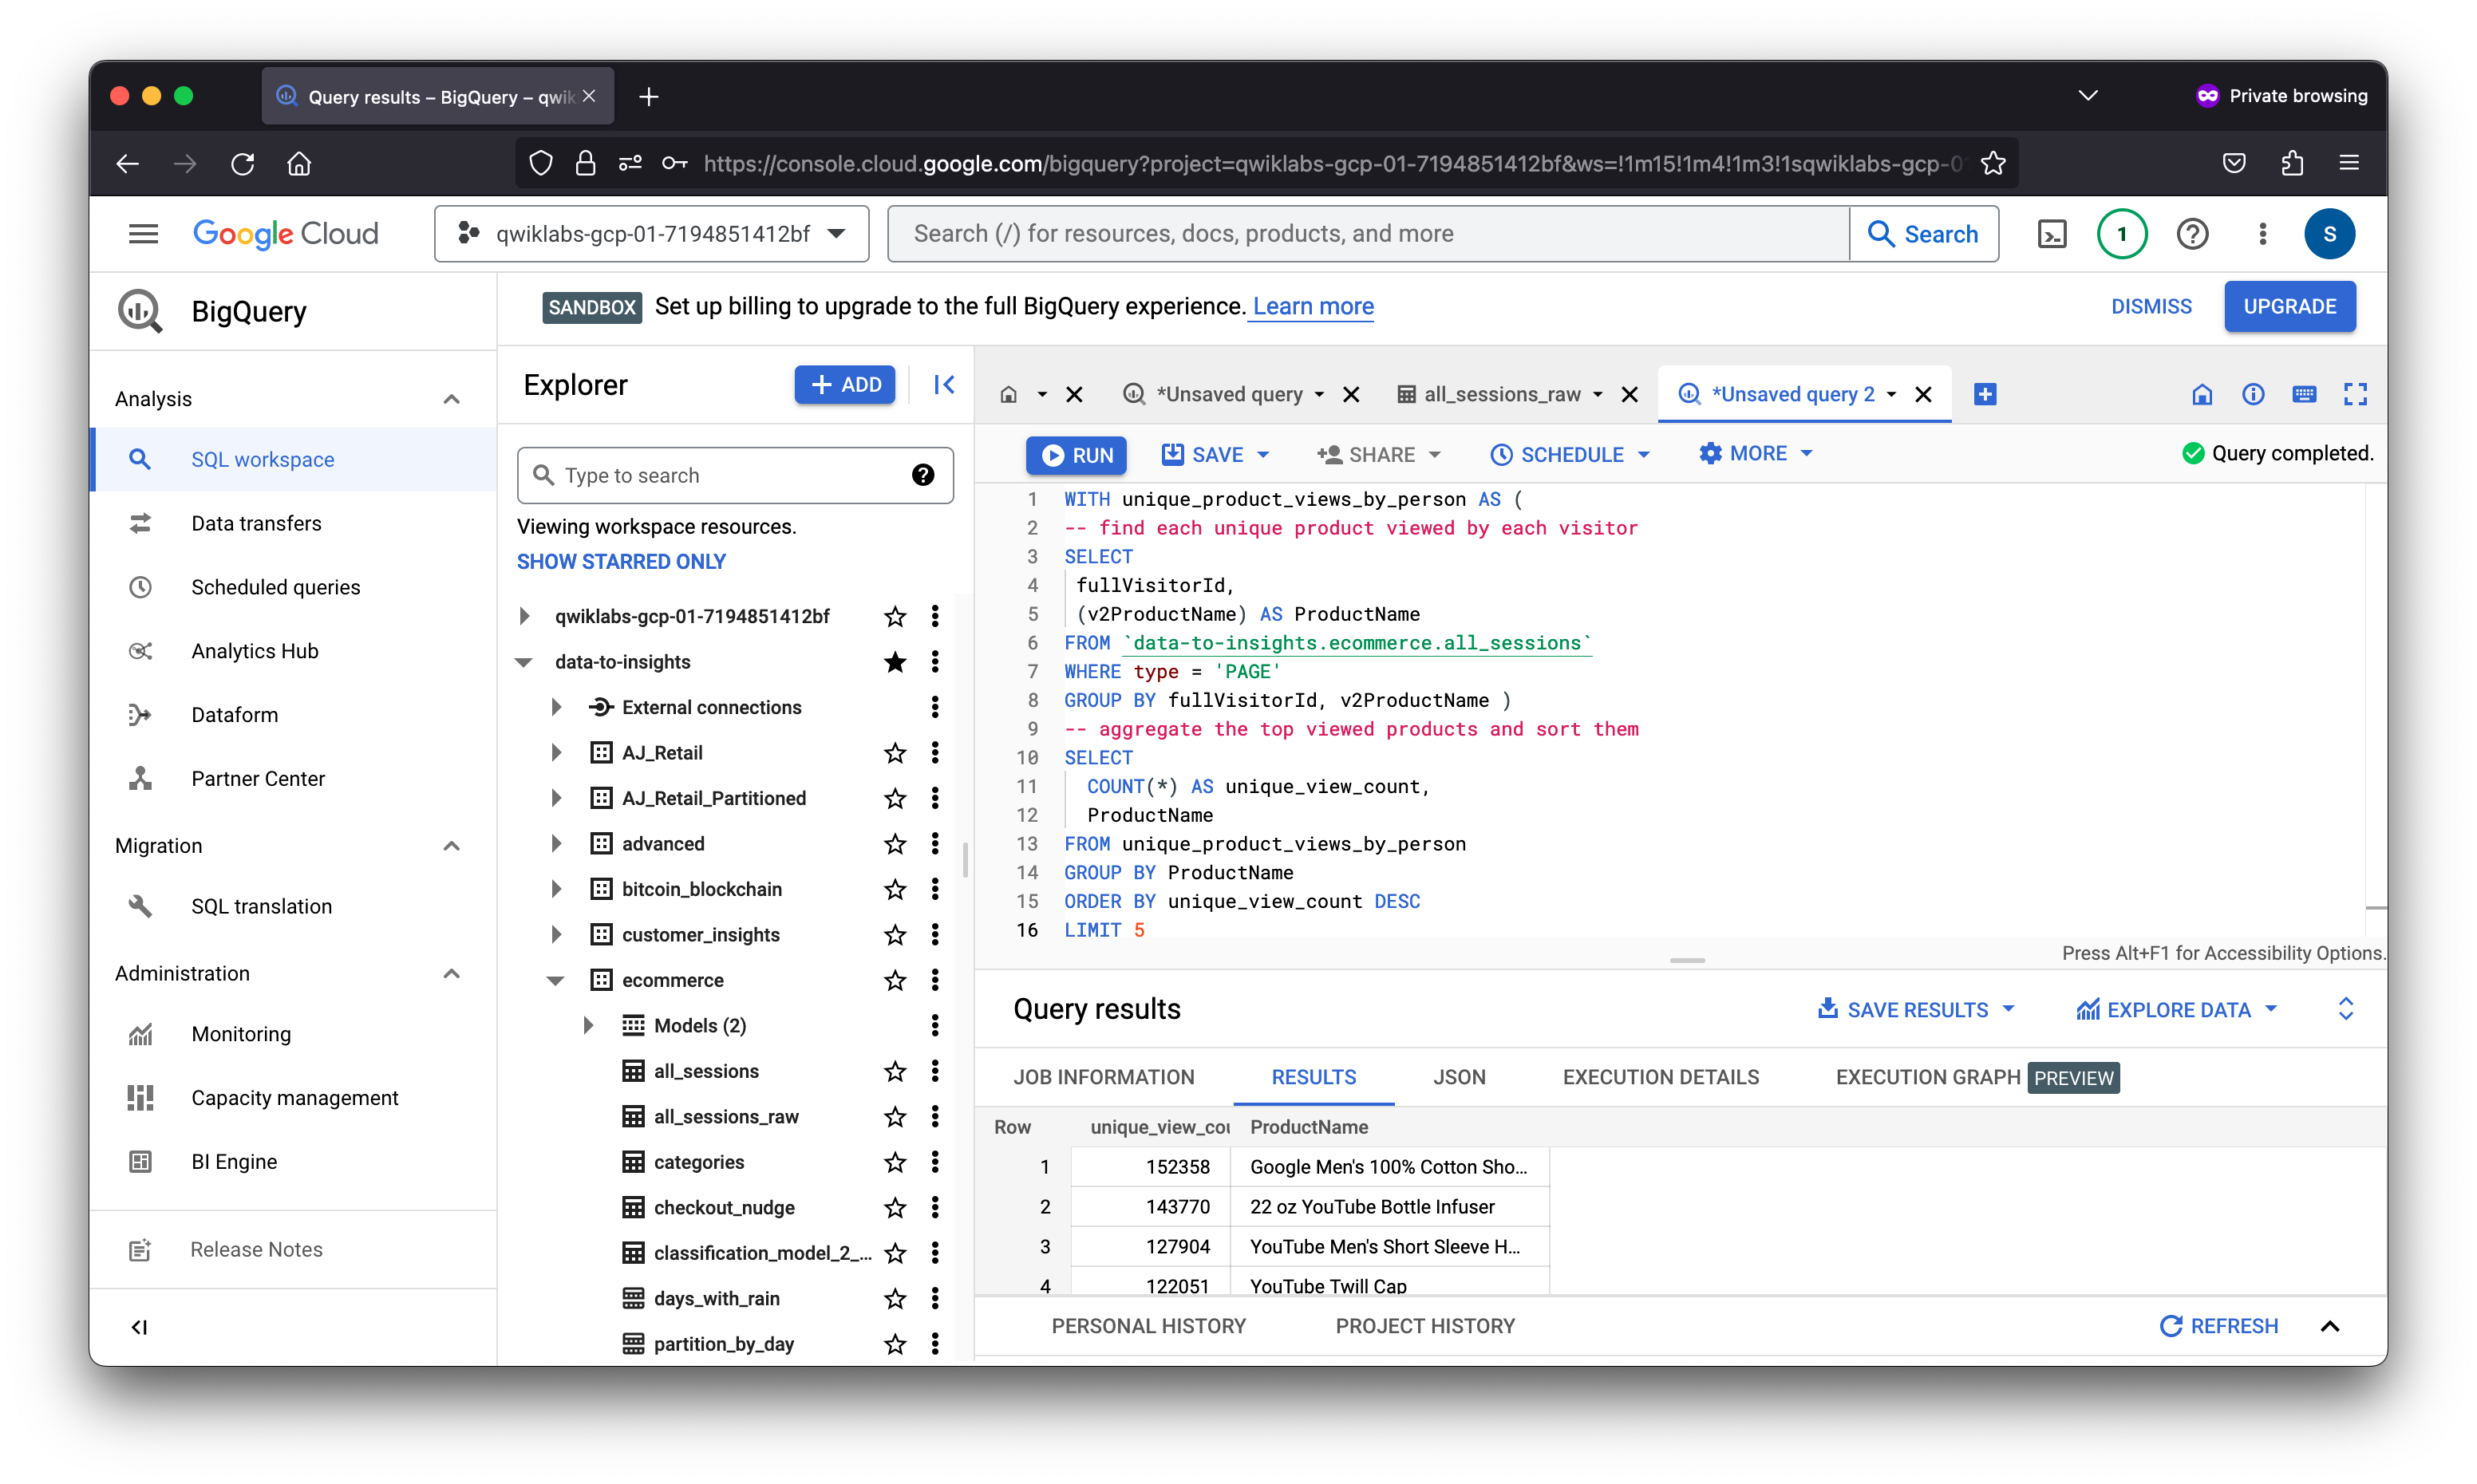 Query results – BigQuery – qwik
Private browsing
https://console.cloud.google.com/bigquery?project=qwiklabs-gcp-01-7194851412bf&ws=!1m15!1m4!1m3!1sqwiklabs-gcp-0
Google Cloud
qwiklabs-gcp-01-7194851412bf
Search (/) for resources, docs, products, and more
Search
1
S
BigQuery
SANDBOX Set up billing to upgrade to the full BigQuery experience. Learn more
DISMISS
UPGRADE
Analysis
SQL workspace
Data transfers
Scheduled queries
Analytics Hub
Dataform
Partner Center
Migration
SQL translation
Administration
Monitoring
Capacity management
BI Engine
Release Notes
Explorer
+ ADD
Type to search
Viewing workspace resources.
SHOW STARRED ONLY
qwiklabs-gcp-01-7194851412bf
data-to-insights
External connections
AJ_Retail
AJ_Retail_Partitioned
advanced
bitcoin_blockchain
customer_insights
ecommerce
Models (2)
all_sessions
all_sessions_raw
categories
checkout_nudge
classification_model_2_...
days_with_rain
partition_by_day
*Unsaved query
all_sessions_raw
*Unsaved query 2
RUN
SAVE
SHARE
SCHEDULE
MORE
Query completed.
1 WITH unique_product_views_by_person AS (
2 -- find each unique product viewed by each visitor
3 SELECT
4 fullVisitorId,
5 (v2ProductName) AS ProductName
6 FROM `data-to-insights.ecommerce.all_sessions`
7 WHERE type = 'PAGE'
8 GROUP BY fullVisitorId, v2ProductName )
9 -- aggregate the top viewed products and sort them
10 SELECT
11 COUNT(*) AS unique_view_count,
12 ProductName
13 FROM unique_product_views_by_person
14 GROUP BY ProductName
15 ORDER BY unique_view_count DESC
16 LIMIT 5
Press Alt+F1 for Accessibility Options.
Query results
SAVE RESULTS
EXPLORE DATA
JOB INFORMATION
RESULTS
JSON
EXECUTION DETAILS
EXECUTION GRAPH PREVIEW
Row unique_view_cou ProductName
1 152358 Google Men's 100% Cotton Sho...
2 143770 22 oz YouTube Bottle Infuser
3 127904 YouTube Men's Short Sleeve H...
4 122051 YouTube Twill Cap
PERSONAL HISTORY
PROJECT HISTORY
REFRESH